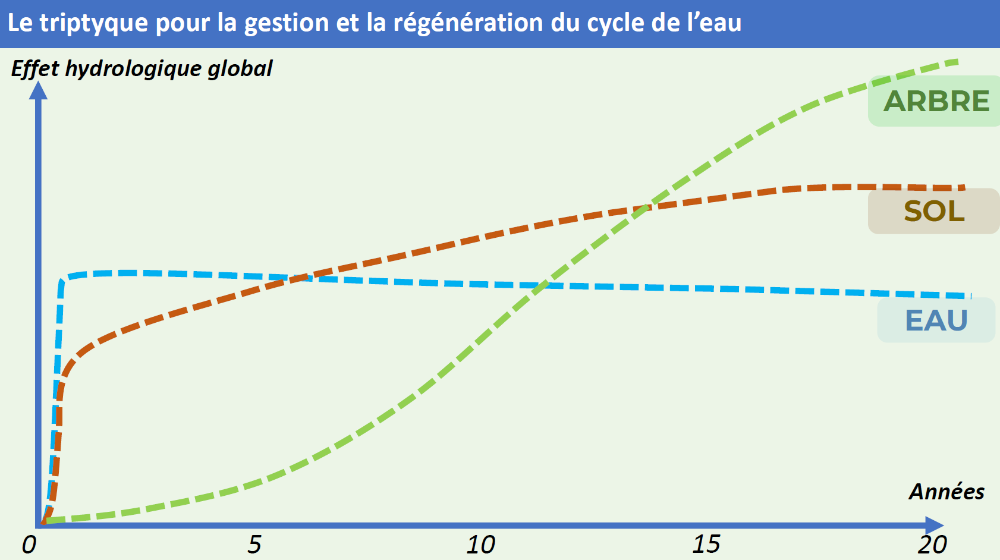 Le triptyque pour la gestion et la régénération du cycle de l’eau
Effet hydrologique global
ARBRE
SOL
EAU
Années
0 5 10 15 20